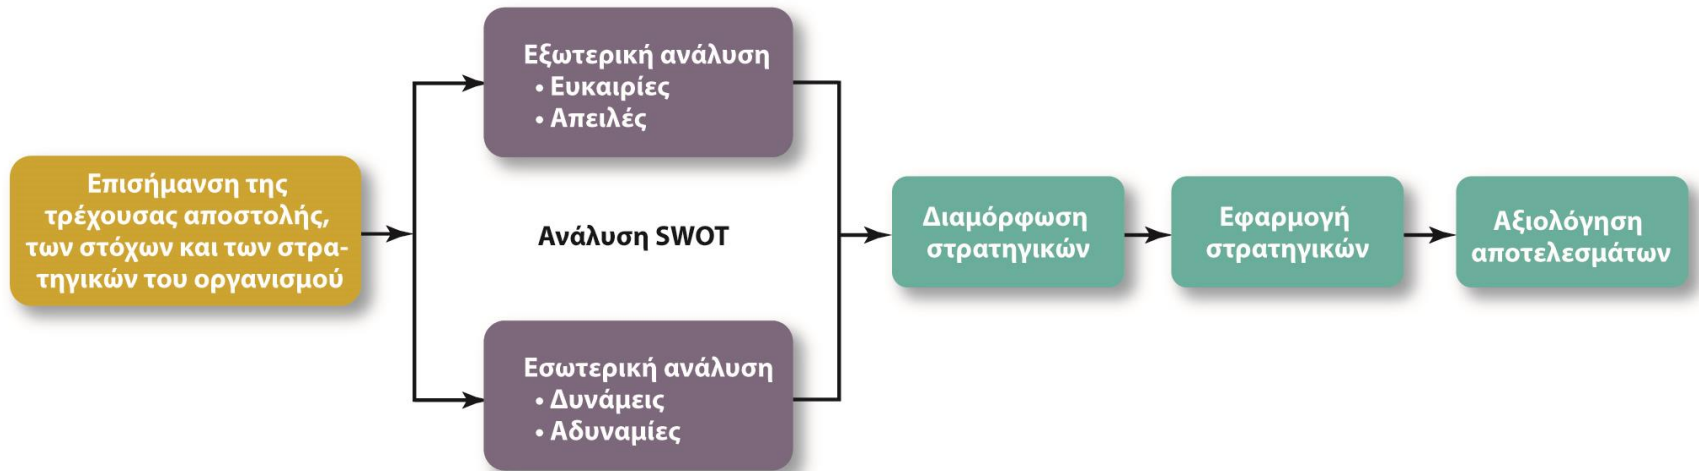 Επισήμανση της
τρέχουσας αποστολής,
των στόχων και των στρα-
τηγικών του οργανισμού
Εξωτερική ανάλυση
• Ευκαιρίες
• Απειλές
Ανάλυση SWOT
Εσωτερική ανάλυση
• Δυνάμεις
• Αδυναμίες
Διαμόρφωση
στρατηγικών
Εφαρμογή
στρατηγικών
Αξιολόγηση
αποτελεσμάτων